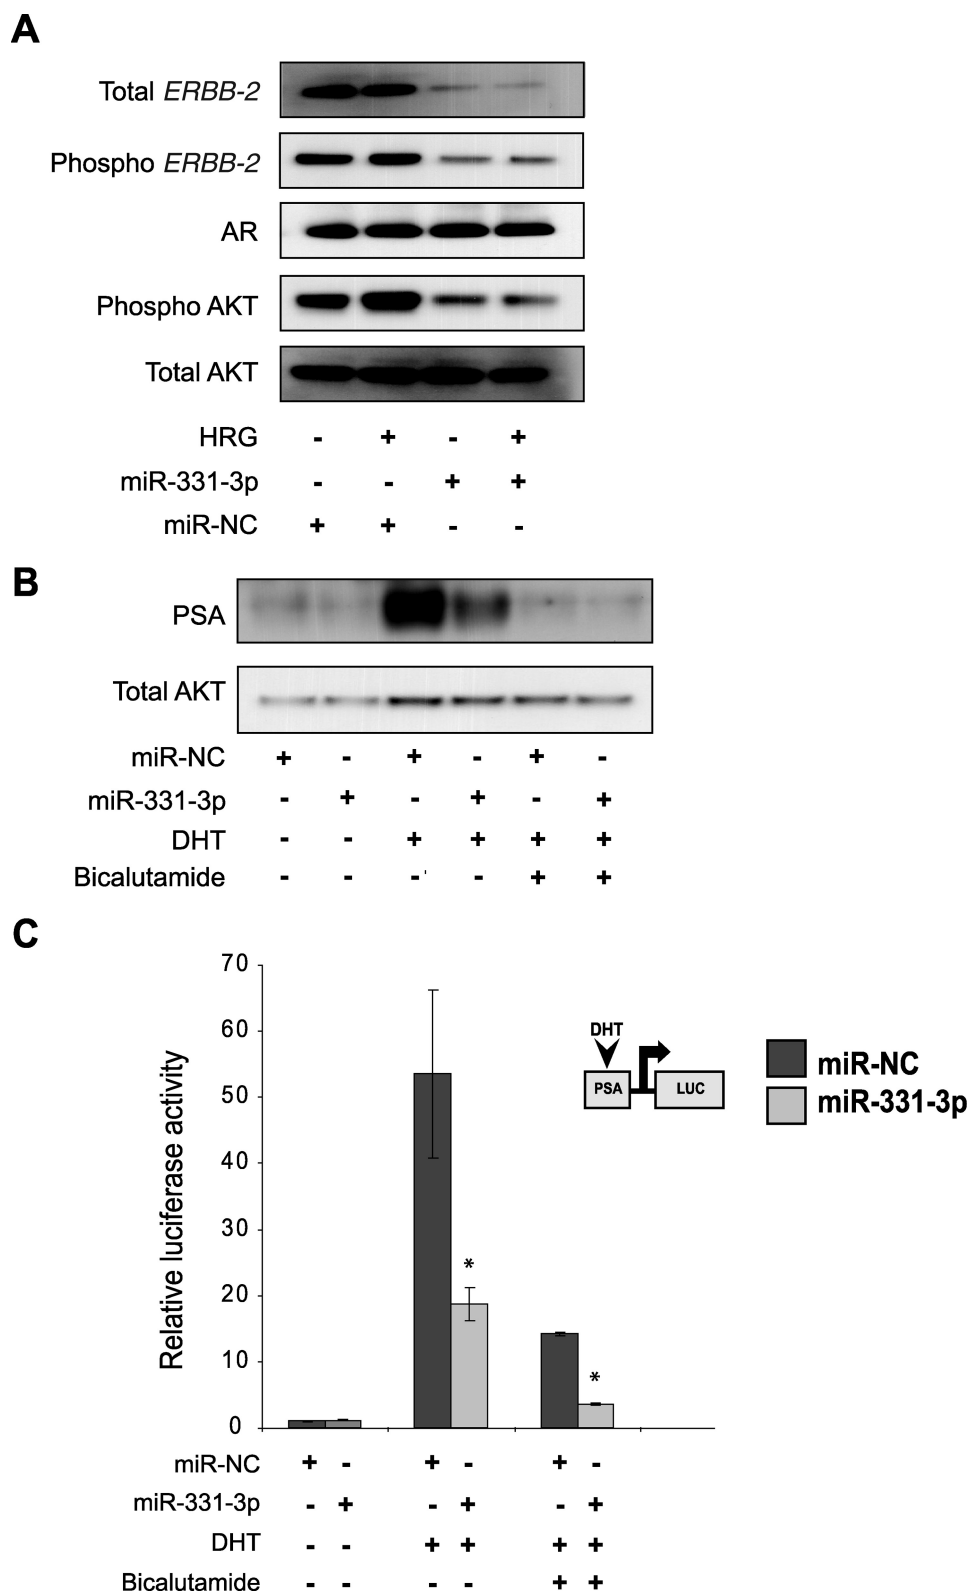 A
Total ERBB-2
Phospho ERBB-2
AR
Phospho AKT
Total AKT
HRG - + - +
miR-331-3p - - + +
miR-NC + + - -
B
PSA
Total AKT
miR-NC + - + - + -
miR-331-3p - + - + - +
DHT - - + + + +
Bicalutamide - - - - + +
C
70
60
50
40
30
20
10
0
Relative luciferase activity
*
*
DHT
PSA
LUC
miR-NC
miR-331-3p
miR-NC + - + - + -
miR-331-3p - + - + - +
DHT - - + + + +
Bicalutamide - - - - + +